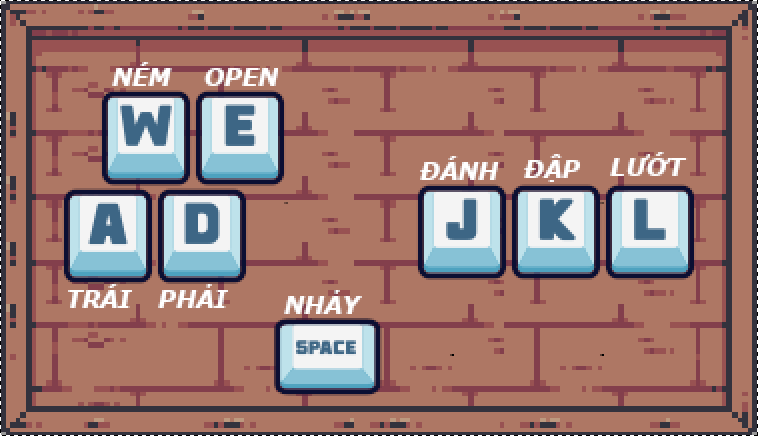 NÉM OPEN
W E
ĐÁNH ĐẬP LƯỚT
A D J K L
TRÁI PHẢI
NHẢY
SPACE